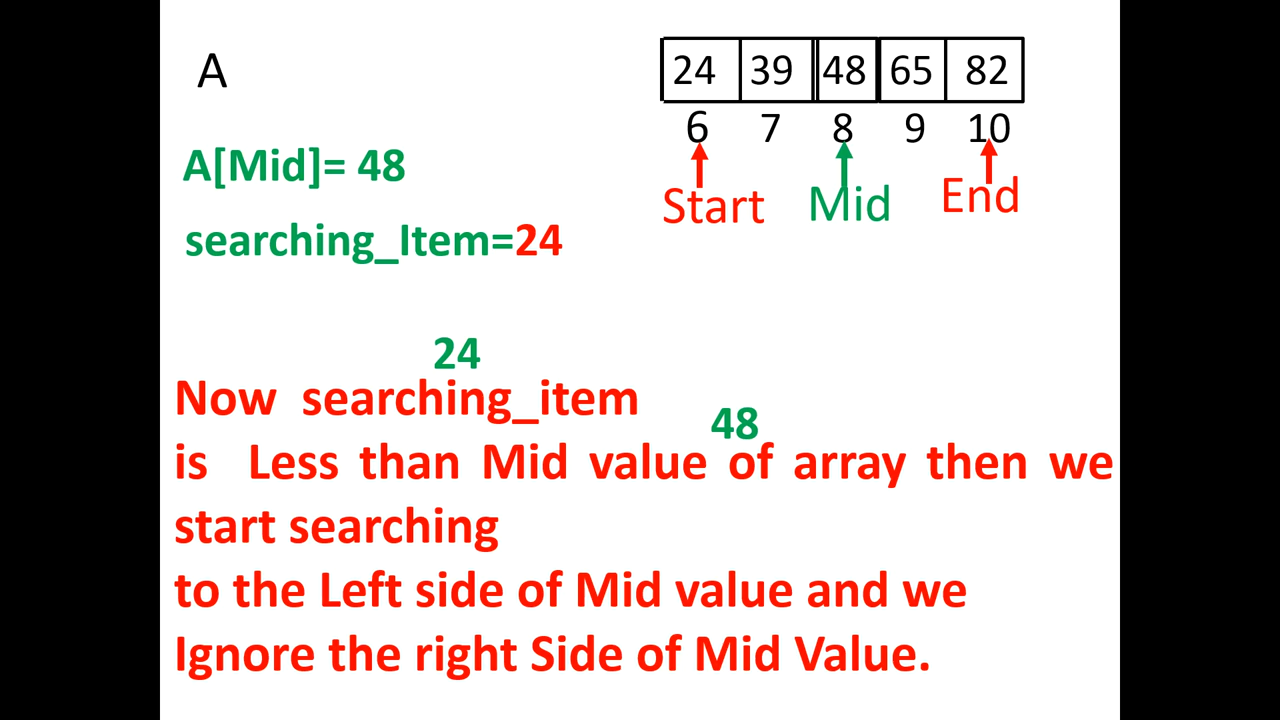 A
24 39 48 65 82
6 7 8 9 10
Start Mid End
A[Mid]= 48
searching_Item=24
24
Now searching_item
48
is Less than Mid value of array then we
start searching
to the Left side of Mid value and we
Ignore the right Side of Mid Value.